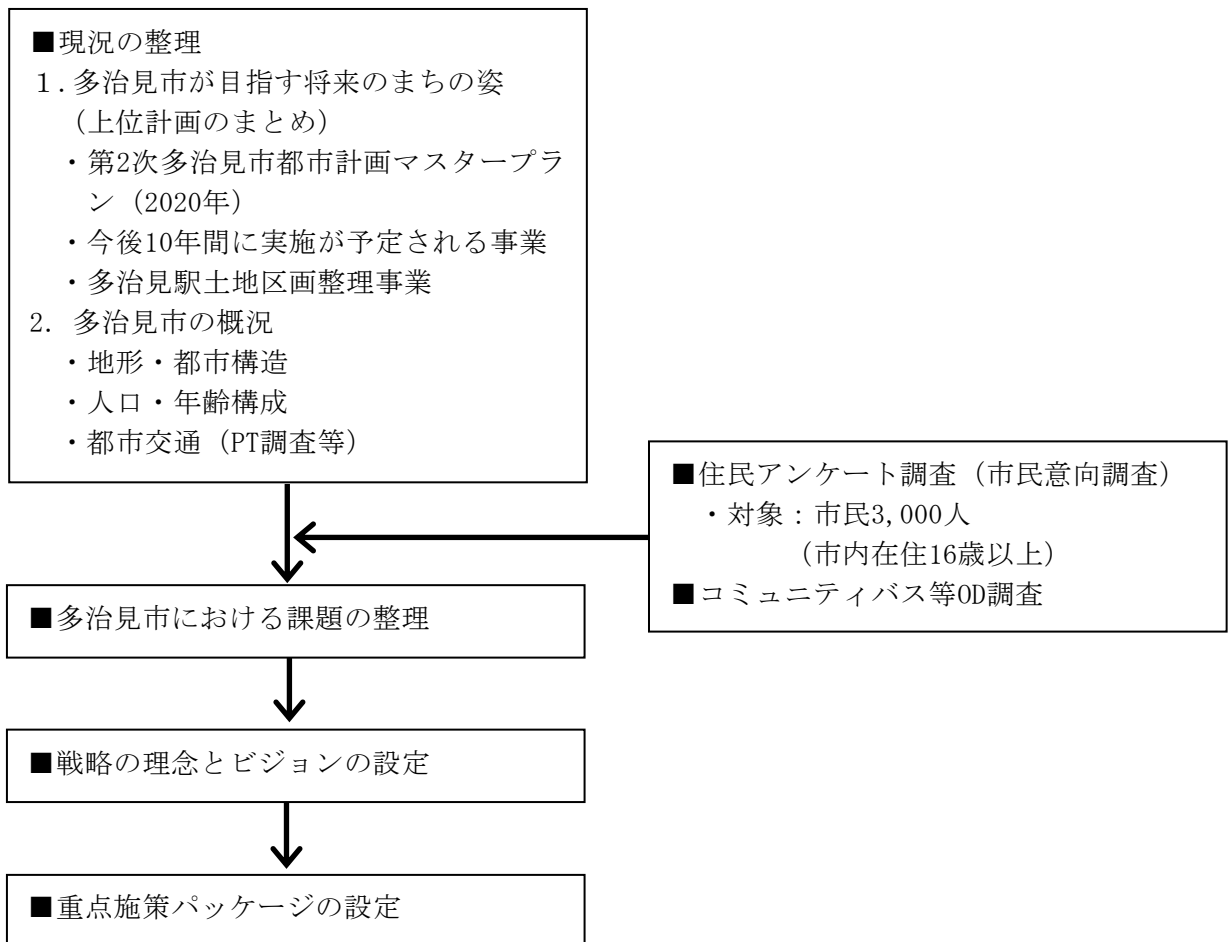 ■現況の整理
１.多治見市が目指す将来のまちの姿
（上位計画のまとめ）
・第2次多治見市都市計画マスタープラ
ン（2020年）
・今後10年間に実施が予定される事業
・多治見駅土地区画整理事業
2. 多治見市の概況
・地形・都市構造
・人口・年齢構成
・都市交通（PT調査等）
■住民アンケート調査（市民意向調査）
・対象：市民3,000人
（市内在住16歳以上）
■コミュニティバス等OD調査
■多治見市における課題の整理
■戦略の理念とビジョンの設定
■重点施策パッケージの設定